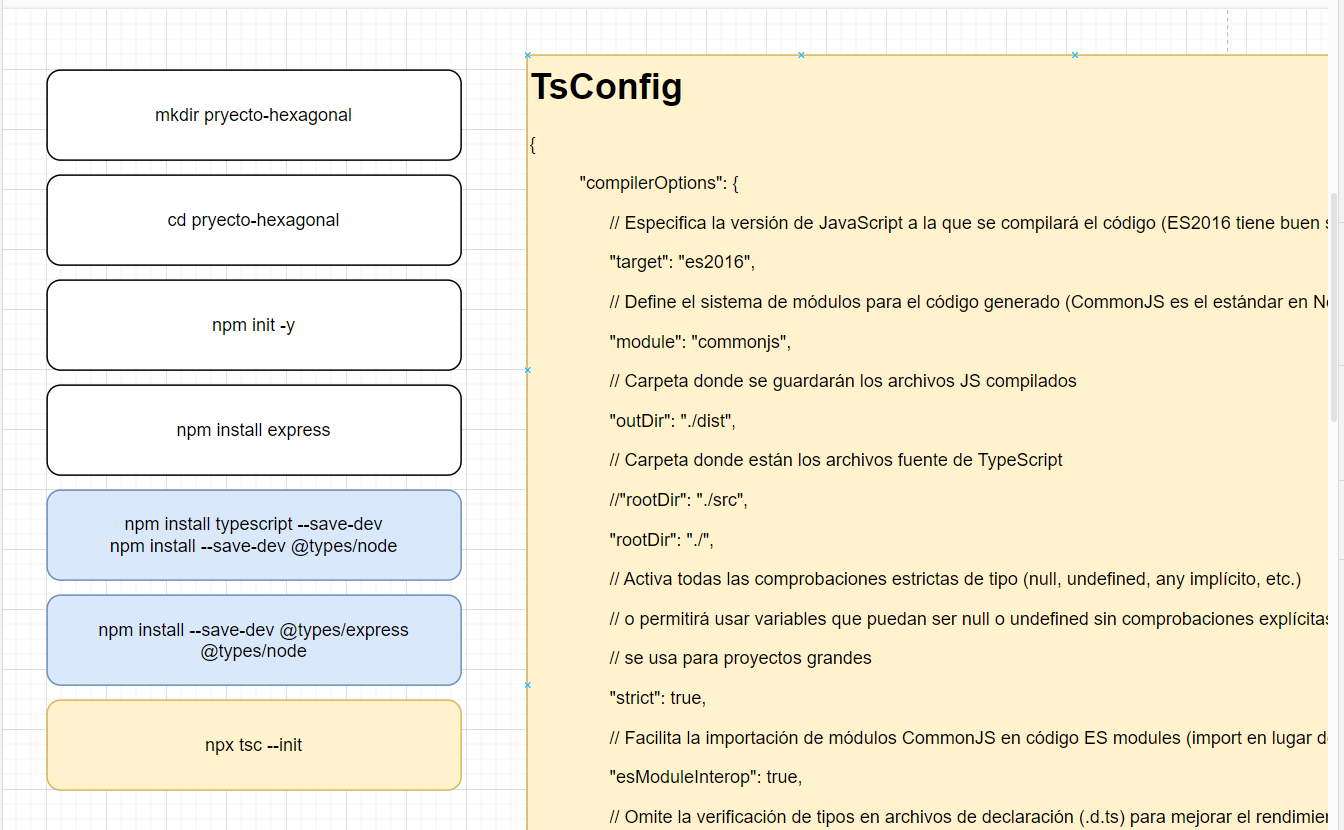 mkdir pryecto-hexagonal
cd pryecto-hexagonal
npm init -y
npm install express
npm install typescript --save-dev
npm install --save-dev @types/node
npm install --save-dev @types/express
@types/node
npx tsc --init
TsConfig
{
"compilerOptions": {
// Especifica la versión de JavaScript a la que se compilará el código (ES2016 tiene buen
"target": "es2016",
// Define el sistema de módulos para el código generado (CommonJS es el estándar en
"module": "commonjs",
// Carpeta donde se guardarán los archivos JS compilados
"outDir": "./dist",
// Carpeta donde están los archivos fuente de TypeScript
//"rootDir": "./src",
"rootDir": "./",
// Activa todas las comprobaciones estrictas de tipo (null, undefined, any implícito, etc.)
// o permitirá usar variables que puedan ser null o undefined sin comprobaciones explícitas
// se usa para proyectos grandes
"strict": true,
// Facilita la importación de módulos CommonJS en código ES modules (import en lugar
"esModuleInterop": true,
// Omite la verificación de tipos en archivos de declaración (.d.ts) para mejorar el